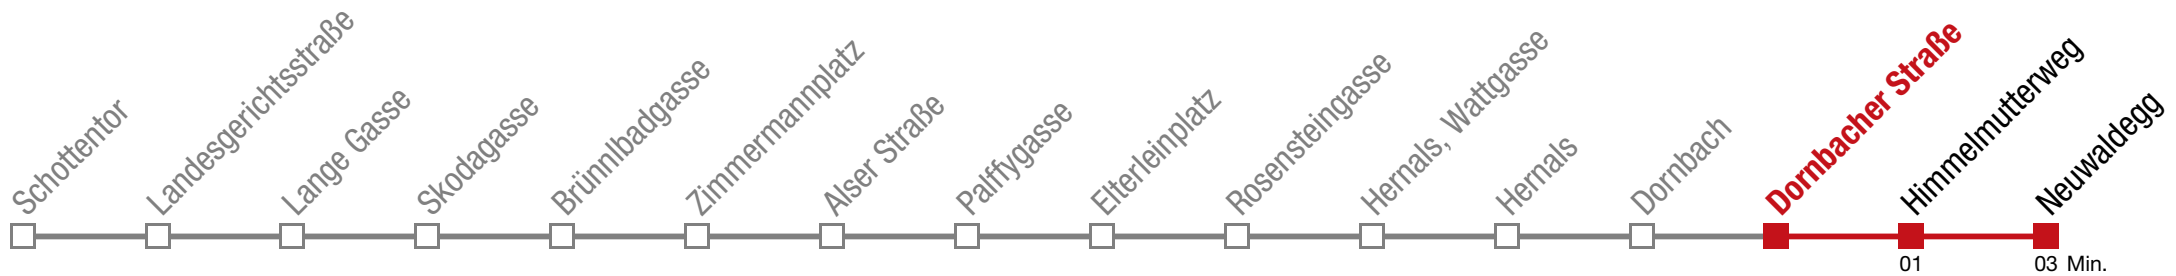 Schottentor
Landesgerichtsstraße
Lange Gasse
Skodagasse
Brünnlbadgasse
Zimmermannplatz
Alser Straße
Palffygasse
Elterleinplatz
Rosensteingasse
Hernals, Wattgasse
Hernals
Dornbach
Dornbacher Straße
Himmelmutterweg
Neuwaldegg
01
03 Min.